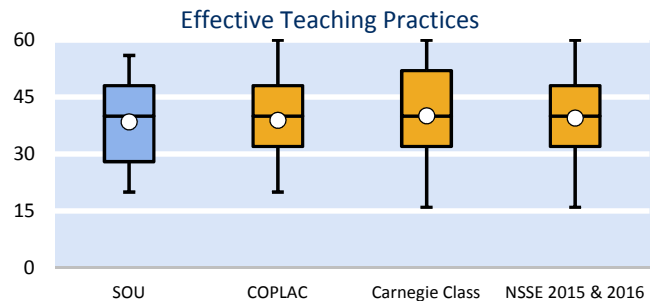 Effective Teaching Practices
60
45
30
15
0
SOU COPLAC Carnegie Class NSSE 2015 & 2016